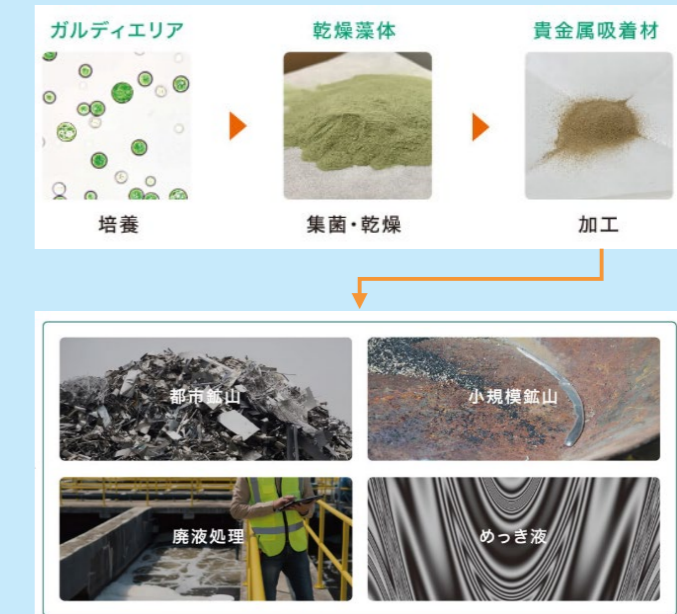 ガルディエリア
乾燥藻体
貴金属吸着材
培養
集菌・乾燥
加工
都市鉱山
小規模鉱山
廃液処理
めっき液